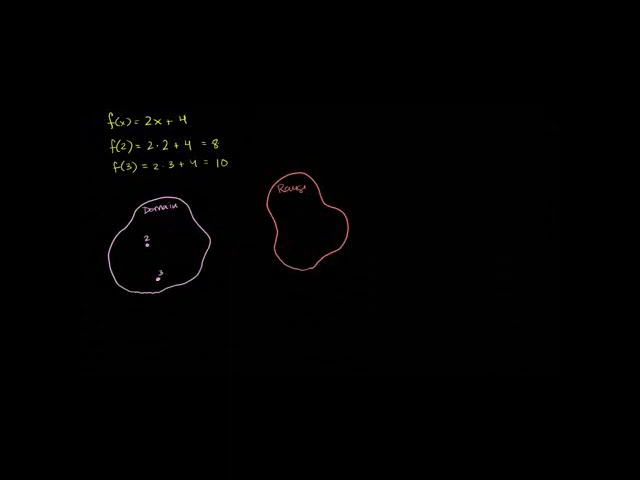 f(x) = 2x + 4
f(2) = 2·2 + 4 = 8
f(3) = 2·3 + 4 = 10
Domain
Range
2
3